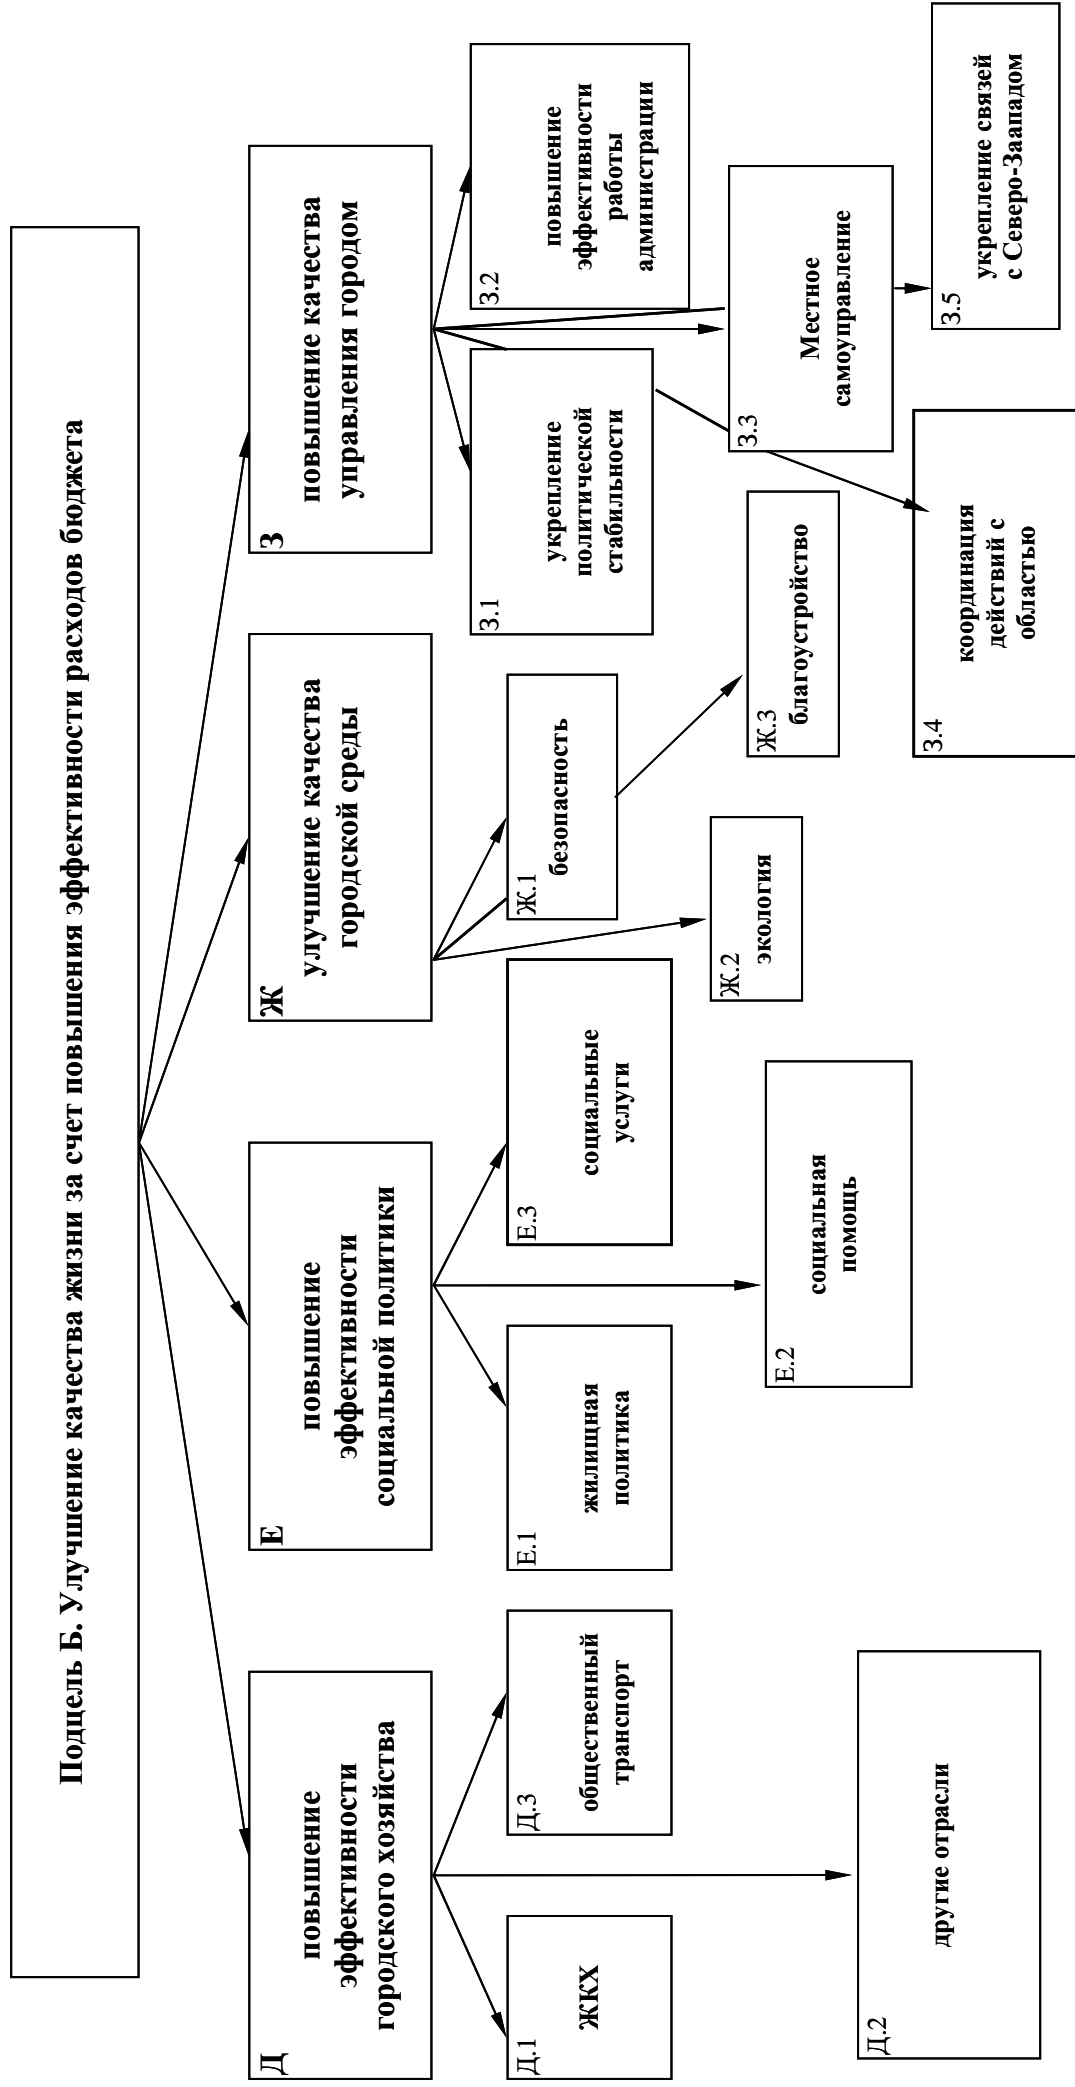 Подцель Б. Улучшение качества жизни за счет повышения эффективности расходов бюджета
Д
повышение
эффективности
городского хозяйства
Е
повышение
эффективности
социальной политики
Ж
улучшение качества
городской среды
З
повышение качества
управления городом
Д.1
ЖКХ
Д.3
общественный
транспорт
Д.2
другие отрасли
Е.1
жилищная
политика
Е.3
социальные
услуги
Е.2
социальная
помощь
Ж.1
безопасность
Ж.2
экология
Ж.3
благоустройство
З.1
укрепление
политической
стабильности
З.2
повышение
эффективности
работы
администрации
З.3
Местное
самоуправление
З.4
координация
действий с
областью
З.5
укрепление связей
с Северо-Заападом